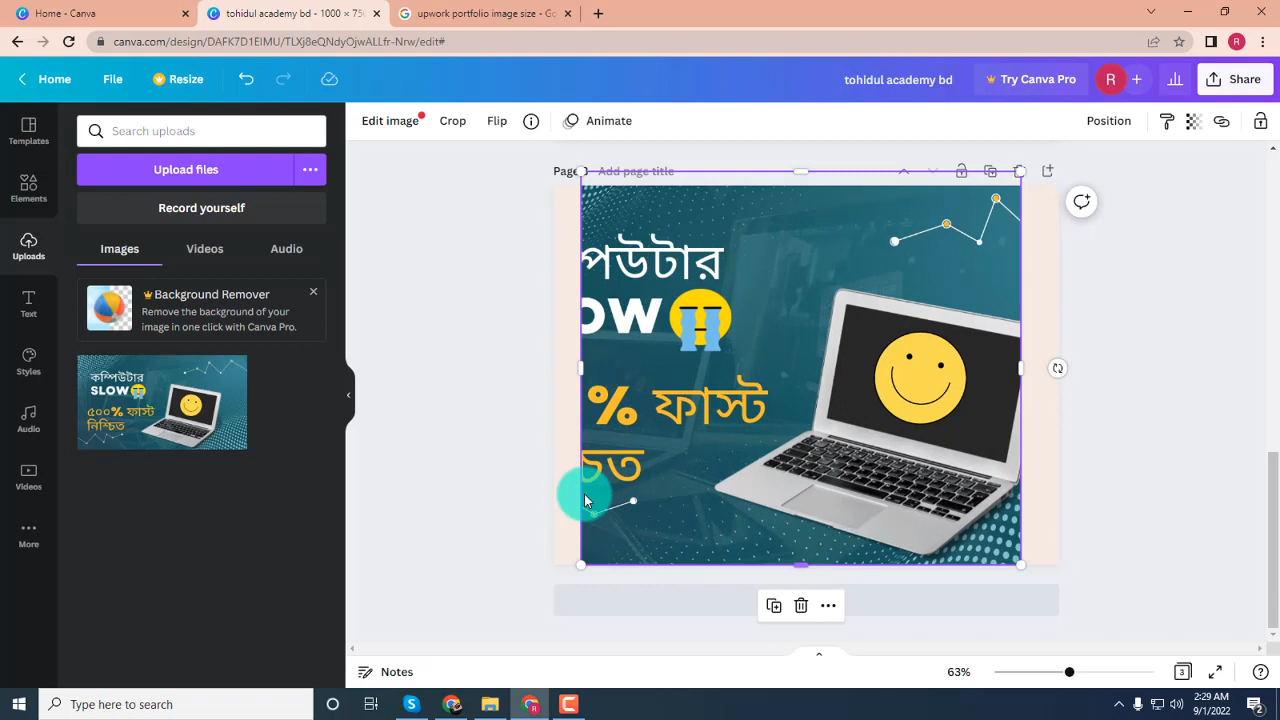 Home - Canva
tohidul academy bd - 1000 × 75
upwork portfolio image size - Go
canva.com/design/DAFK7D1EIMU/TLXj8eQNdyOjwALLfr-Nrw/edit#
R
Home
File
Resize
tohidul academy bd
R
Try Canva Pro
Share
Templates
Elements
Uploads
Text
Styles
Audio
Videos
More
Search uploads
Upload files
Record yourself
Images
Videos
Audio
Background Remover
Remove the background of your
image in one click with Canva Pro.
কম্পিউটার
SLOW
৫০০% ফাস্ট
নিশ্চিত
Edit image
Crop
Flip
Animate
Position
Add page title
পিউটার
OW
% ফাস্ট
Notes
63%
3
Type here to search
2:29 AM
9/1/2022
2